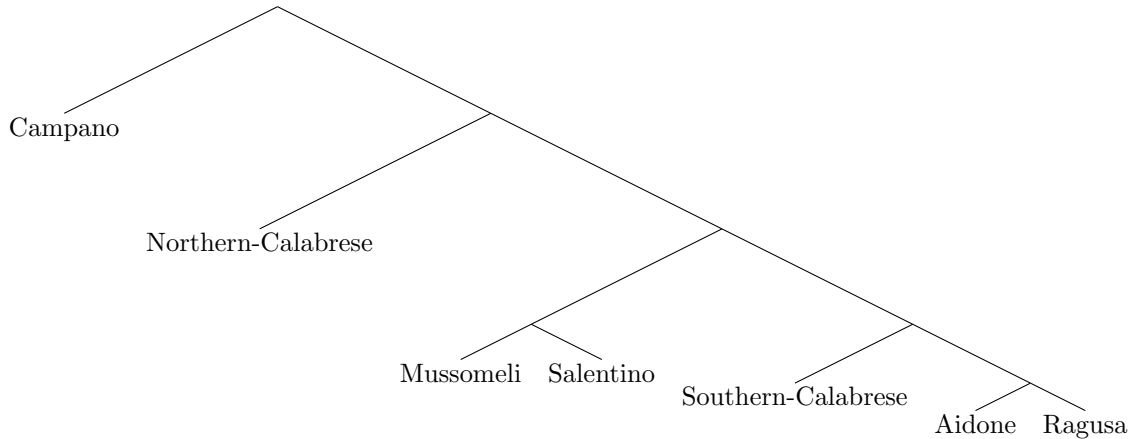 Campano
Northern-Calabrese
Mussomeli
Salentino
Southern-Calabrese
Aidone
Ragusa